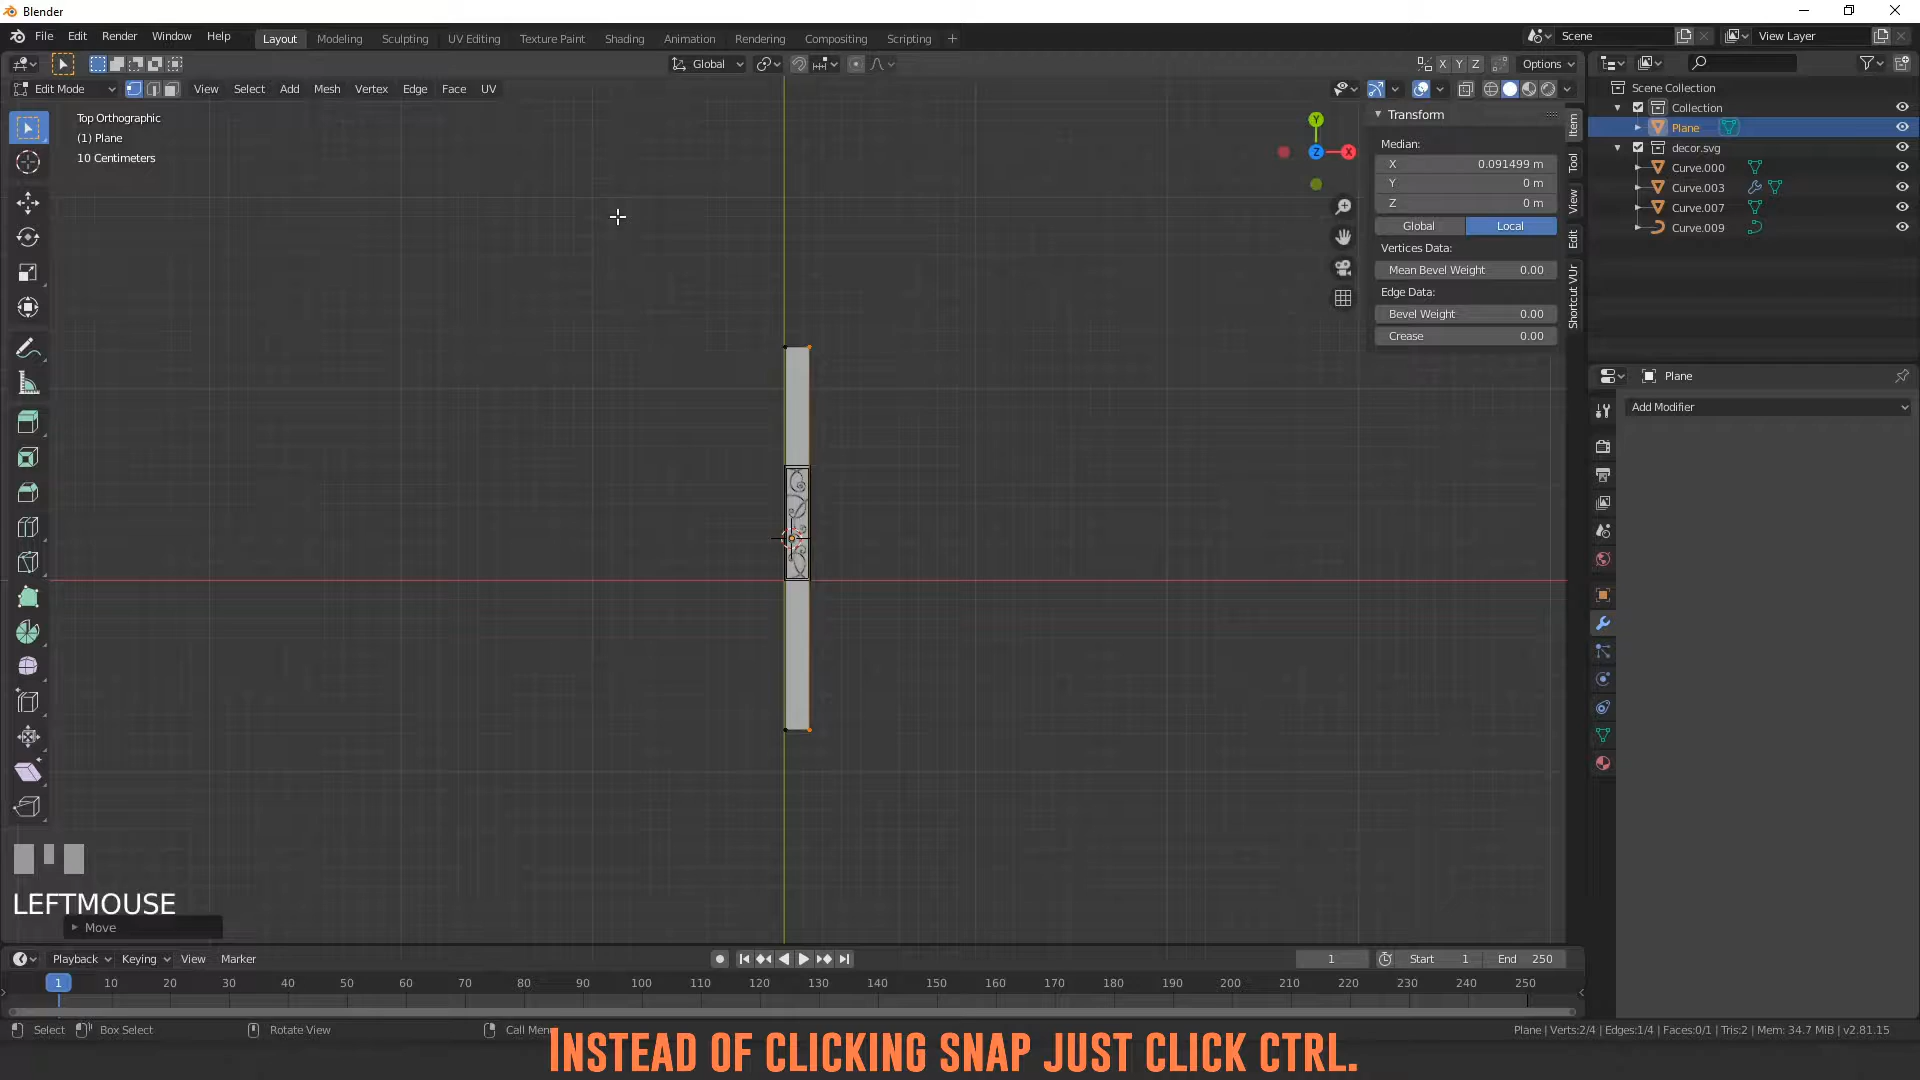 Blender
File Edit Render Window Help Layout Modeling Sculpting UV Editing Texture Paint Shading Animation Rendering Compositing Scripting + Scene View Layer
Global X Y Z Options
Edit Mode View Select Add Mesh Vertex Edge Face UV
Top Orthographic
(1) Plane
10 Centimeters
Y
Z
X
Transform
Median:
X 0.091499 m
Y 0 m
Z 0 m
Global Local
Vertices Data:
Mean Bevel Weight 0.00
Edge Data:
Bevel Weight 0.00
Crease 0.00
Item
Tool
View
Edit
Shortcut VUr
Scene Collection
Collection
Plane
decor.svg
Curve.000
Curve.003
Curve.007
Curve.009
Plane
Add Modifier
LEFTMOUSE
Move
Playback Keying View Marker 1 Start 1 End 250
1 10 20 30 40 50 60 70 80 90 100 110 120 130 140 150 160 170 180 190 200 210 220 230 240 250
Select Box Select Rotate View Call Menu Plane | Verts:2/4 | Edges:1/4 | Faces:0/1 | Tris:2 | Mem: 34.7 MiB | v2.81.15
INSTEAD OF CLICKING SNAP JUST CLICK CTRL.